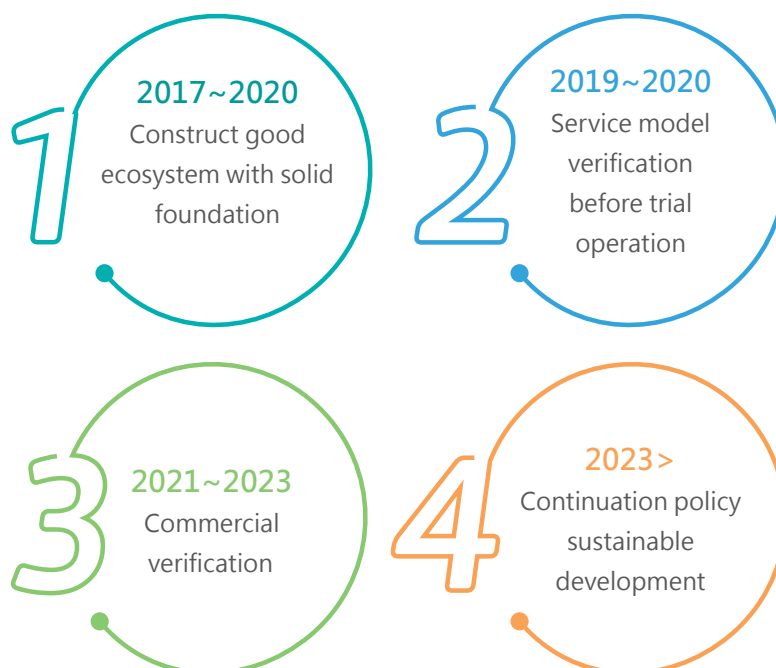 1
2017~2020
Construct good
ecosystem with solid
foundation
2
2019~2020
Service model
verification
before trial
operation
3
2021~2023
Commercial
verification
4
2023>
Continuation policy
sustainable
development